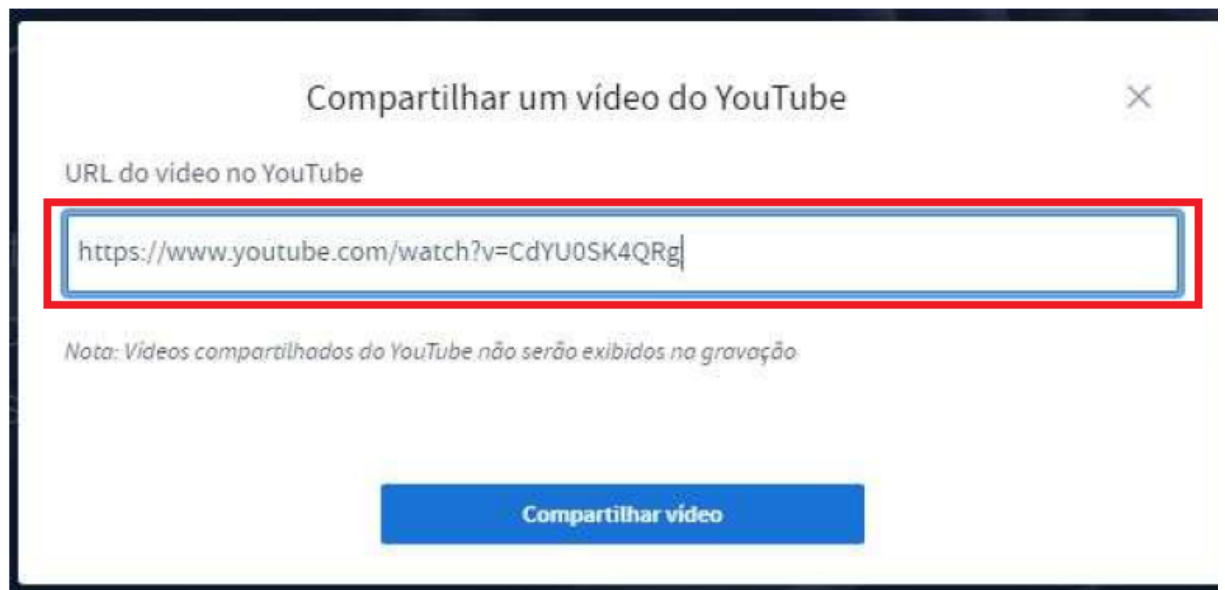 Compartilhar um vídeo do YouTube
URL do vídeo no YouTube
https://www.youtube.com/watch?v=CdYU0SK4QRg
Nota: Vídeos compartilhados do YouTube não serão exibidos na gravação
Compartilhar vídeo